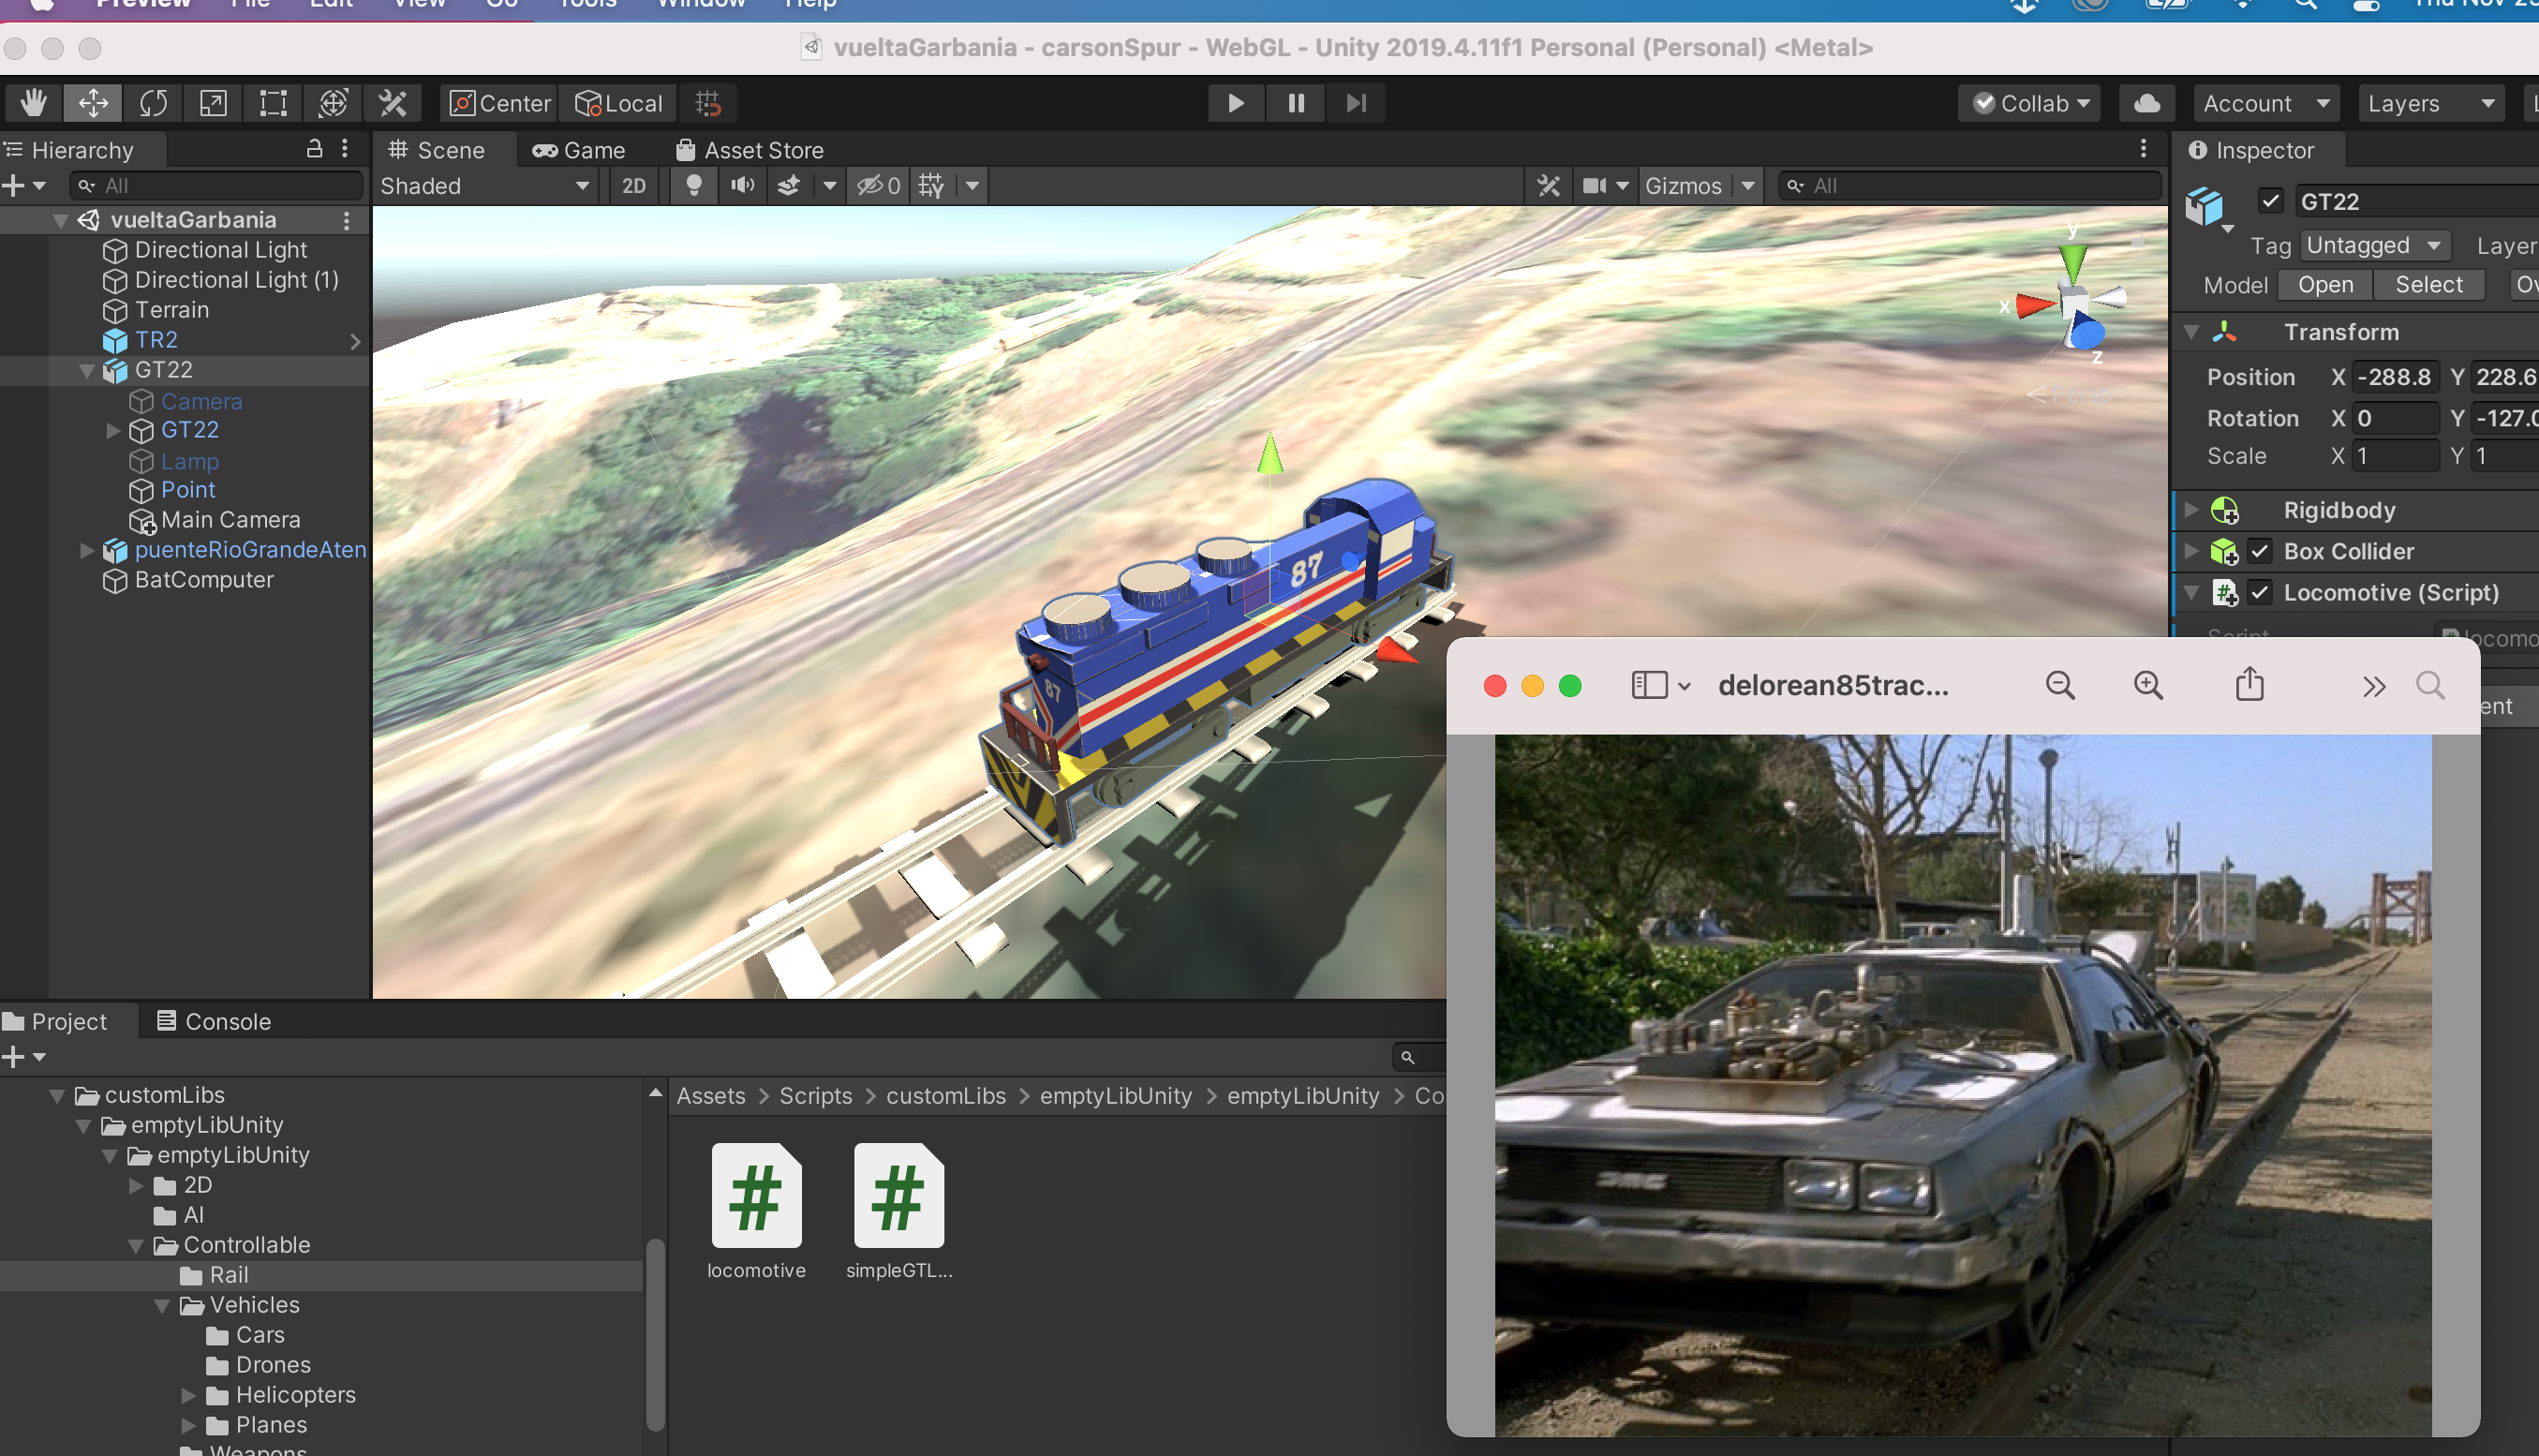 Preview File Edit View Go Tools Window Help
vueltaGarbania - carsonSpur - WebGL - Unity 2019.4.11f1 Personal (Personal) <Metal>
Center Local Collab Account Layers
Hierarchy
All
vueltaGarbania
Directional Light
Directional Light (1)
Terrain
TR2
GT22
Camera
GT22
Lamp
Point
Main Camera
puenteRioGrandeAten
BatComputer
Scene Game Asset Store
Shaded 2D 0 Gizmos All
y
x
z
Persp
87
87
Inspector
GT22
Tag Untagged Layer
Model Open Select Ov
Transform
Position X -288.8 Y 228.6
Rotation X 0 Y -127.0
Scale X 1 Y 1
Rigidbody
Box Collider
Locomotive (Script)
Script locomo
ent
delorean85trac...
DMC
Project Console
customLibs
emptyLibUnity
emptyLibUnity
2D
AI
Controllable
Rail
Vehicles
Cars
Drones
Helicopters
Planes
Weapons
Assets > Scripts > customLibs > emptyLibUnity > emptyLibUnity > Co
locomotive simpleGTL...